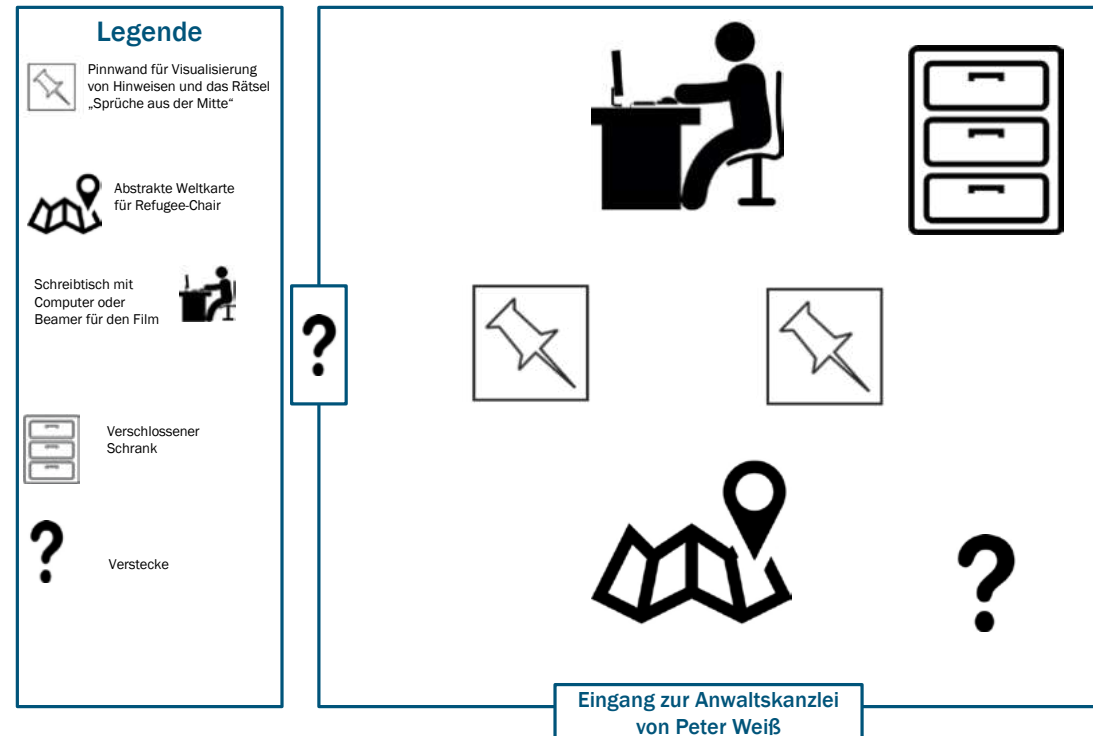 Legende
Pinnwand für Visualisierung
von Hinweisen und das Rätsel
„Sprüche aus der Mitte“
Abstrakte Weltkarte
für Refugee-Chair
Schreibtisch mit
Computer oder
Beamer für den Film
Verschlossener
Schrank
?
Verstecke
?
?
Eingang zur Anwaltskanzlei
von Peter Weiß